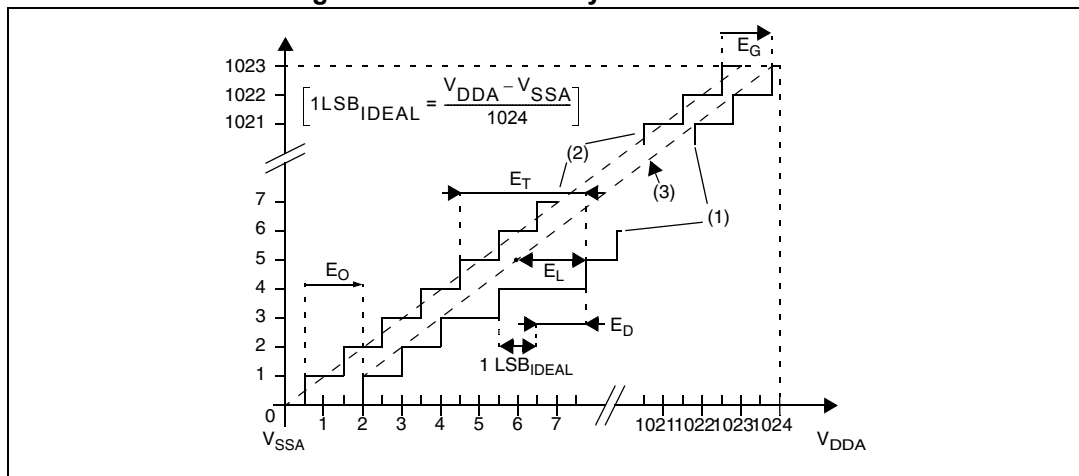 E_G
1023
1022
1021
[1LSB_IDEAL = (V_DDA − V_SSA) / 1024]
(2)
E_T
(3)
7
(1)
6
5
E_O
E_L
4
3
E_D
2
1 LSB_IDEAL
1
0
1 2 3 4 5 6 7 1021 1022 1023 1024
V_SSA
V_DDA